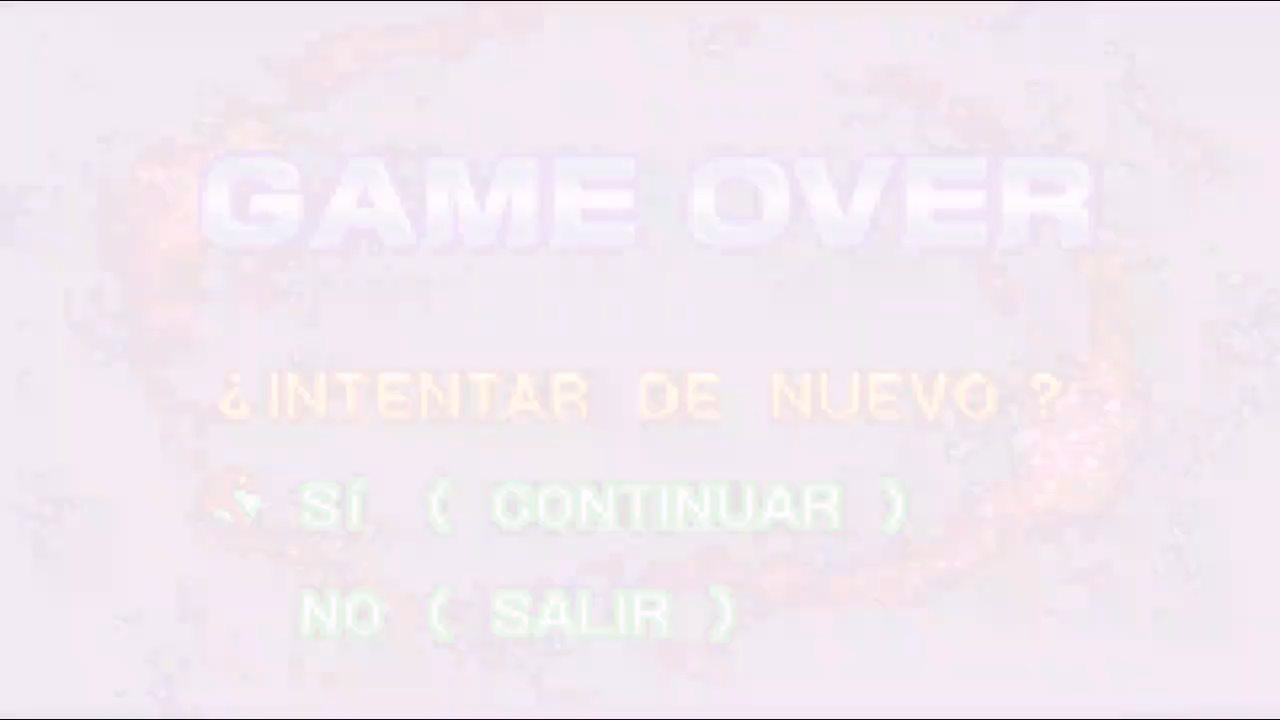 GAME OVER
¿INTENTAR DE NUEVO?
Sí ( CONTINUAR )
NO ( SALIR )